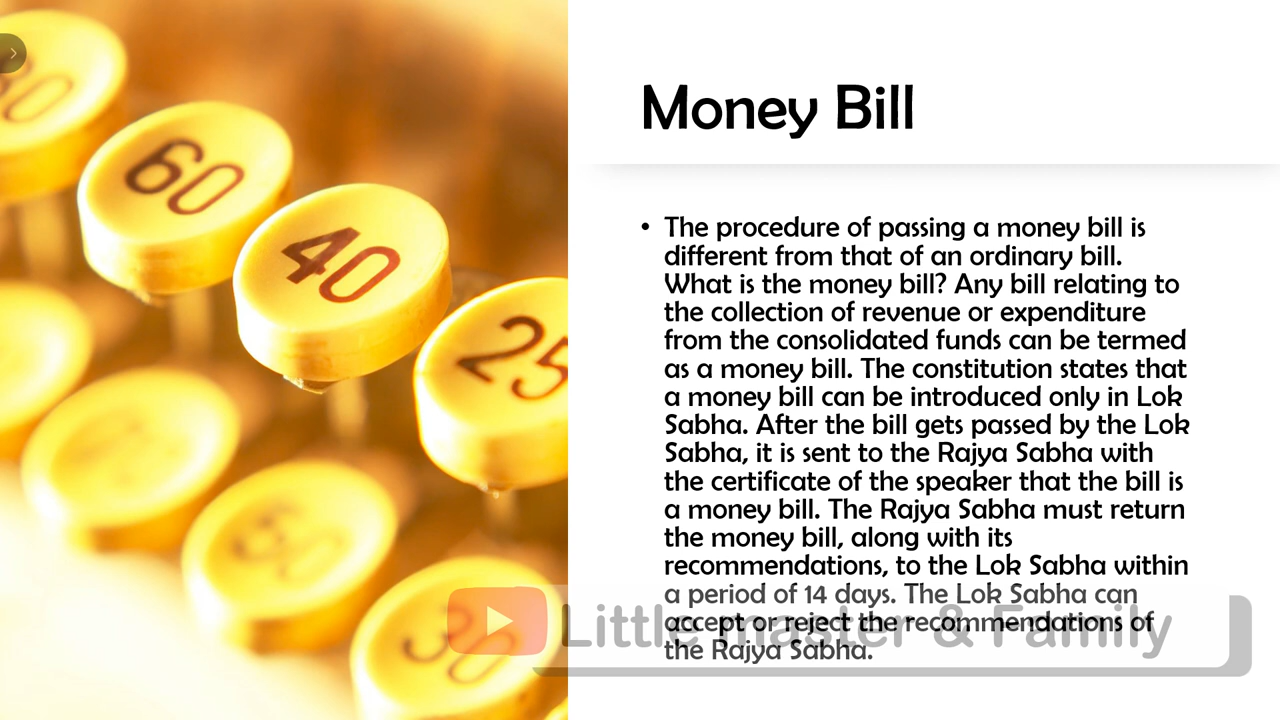 Money Bill
• The procedure of passing a money bill is
different from that of an ordinary bill.
What is the money bill? Any bill relating to
the collection of revenue or expenditure
from the consolidated funds can be termed
as a money bill. The constitution states that
a money bill can be introduced only in Lok
Sabha. After the bill gets passed by the Lok
Sabha, it is sent to the Rajya Sabha with
the certificate of the speaker that the bill is
a money bill. The Rajya Sabha must return
the money bill, along with its
recommendations, to the Lok Sabha within
a period of 14 days. The Lok Sabha can
accept or reject the recommendations of
the Rajya Sabha.
Little master & Family
60
40
25
30